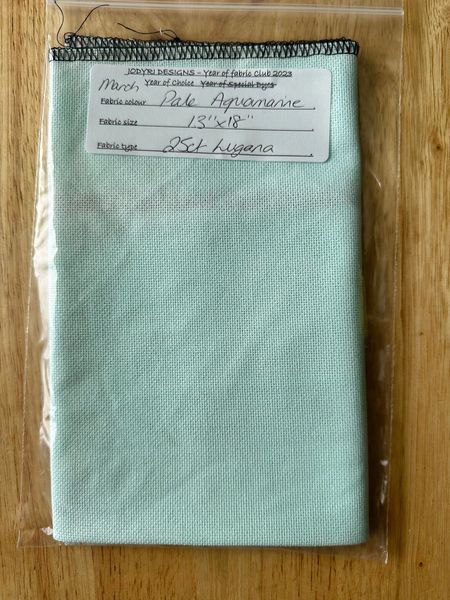 JODYRI DESIGNS – Year of fabric Club 2023
March Year of Choice Year of Special Dyes
Fabric colour Pale Aquamarine
Fabric size 13"x18"
Fabric type 25ct Lugana